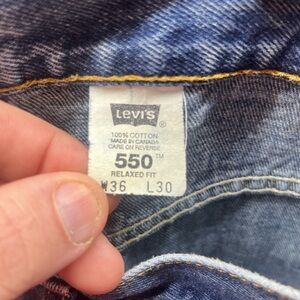 Levi's ®
100% COTTON
MADE IN CANADA
CARE ON REVERSE
550™
RELAXED FIT
W36 L30